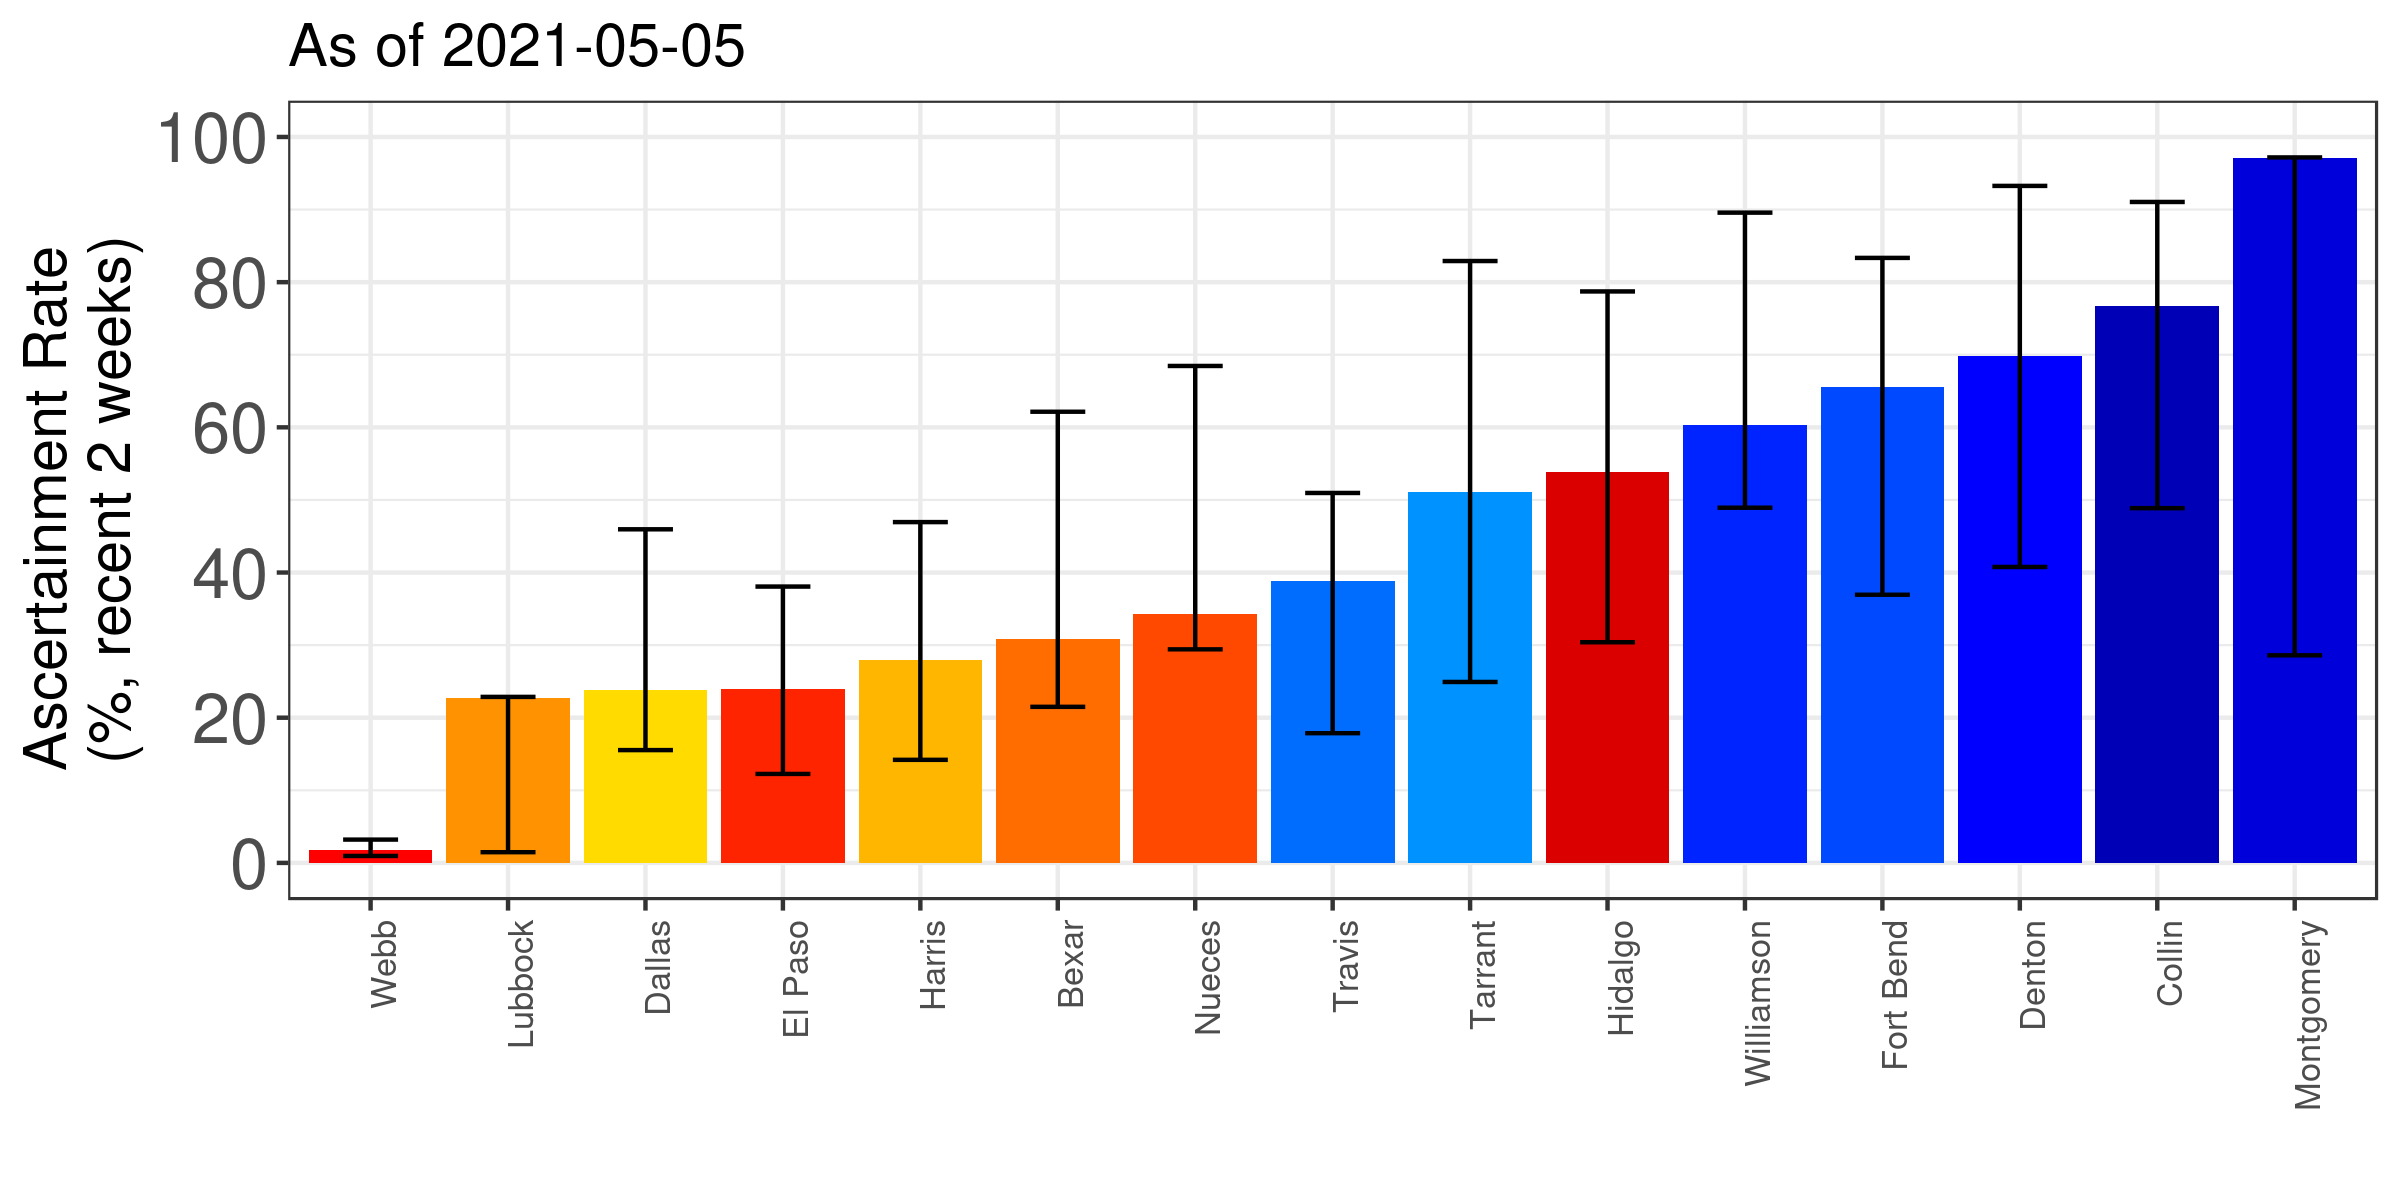 As of 2021-05-05
Ascertainment Rate
(%, recent 2 weeks)
100
80
60
40
20
0
Webb
Lubbock
Dallas
El Paso
Harris
Bexar
Nueces
Travis
Tarrant
Hidalgo
Williamson
Fort Bend
Denton
Collin
Montgomery